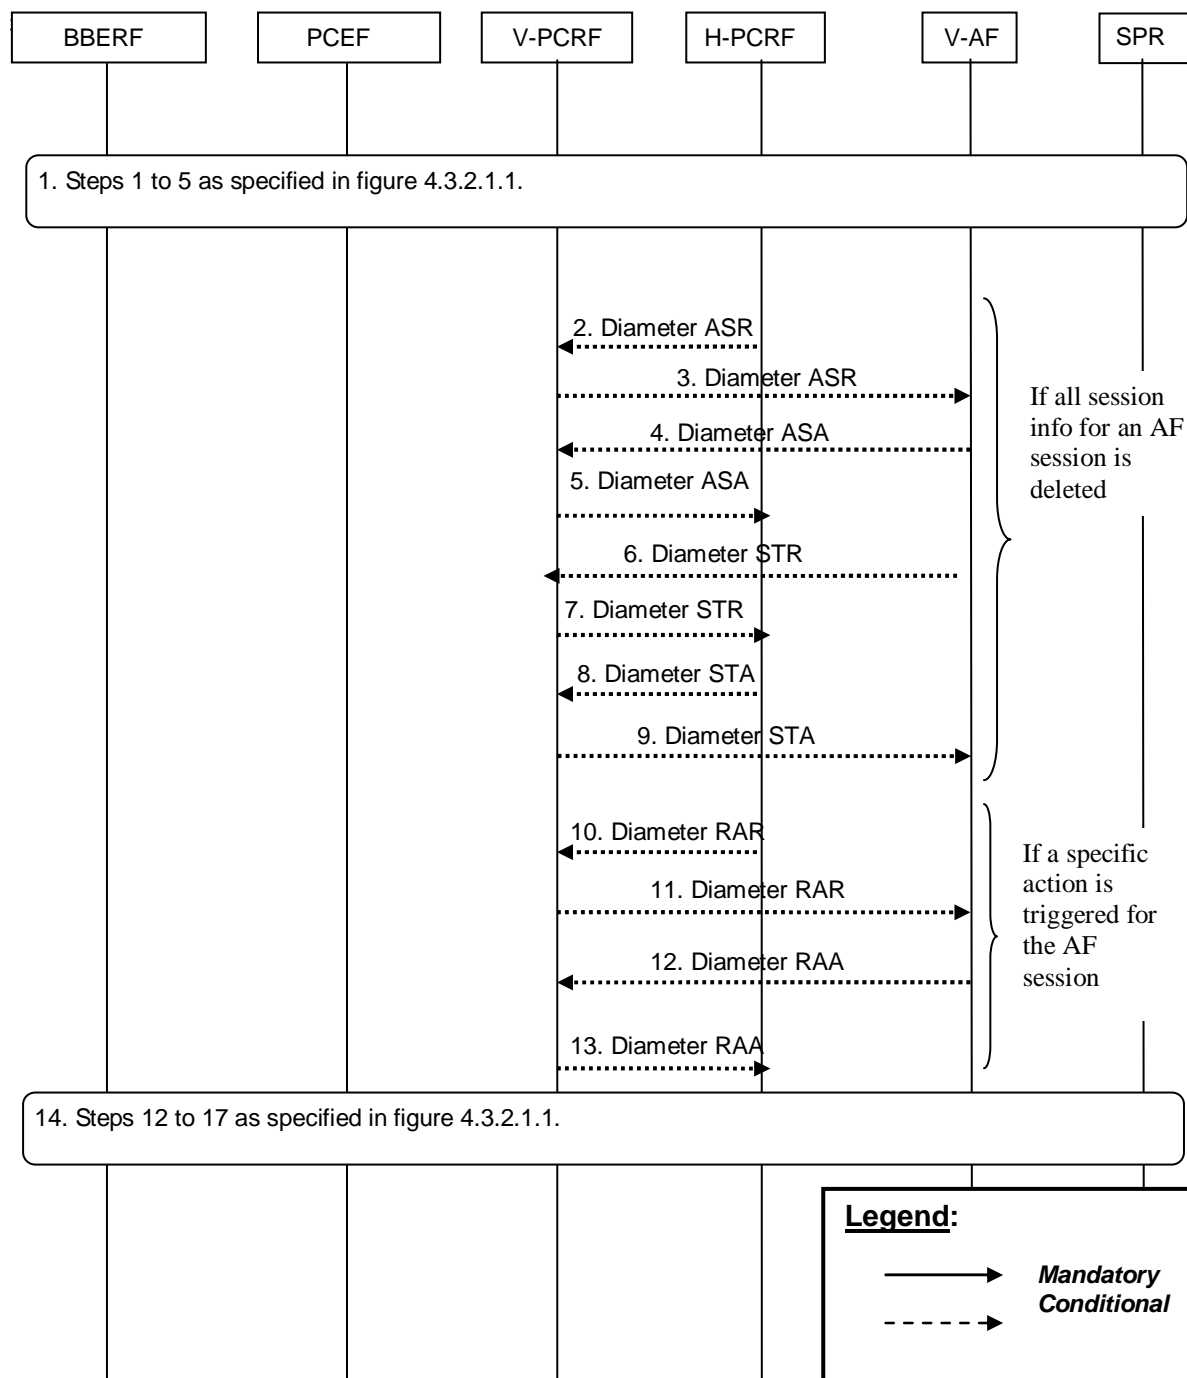 BBERF
PCEF
V-PCRF
H-PCRF
V-AF
SPR
1. Steps 1 to 5 as specified in figure 4.3.2.1.1.
2. Diameter ASR
3. Diameter ASR
4. Diameter ASA
5. Diameter ASA
6. Diameter STR
7. Diameter STR
8. Diameter STA
9. Diameter STA
If all session
info for an AF
session is
deleted
10. Diameter RAR
11. Diameter RAR
12. Diameter RAA
13. Diameter RAA
If a specific
action is
triggered for
the AF
session
14. Steps 12 to 17 as specified in figure 4.3.2.1.1.
Legend:
Mandatory
Conditional